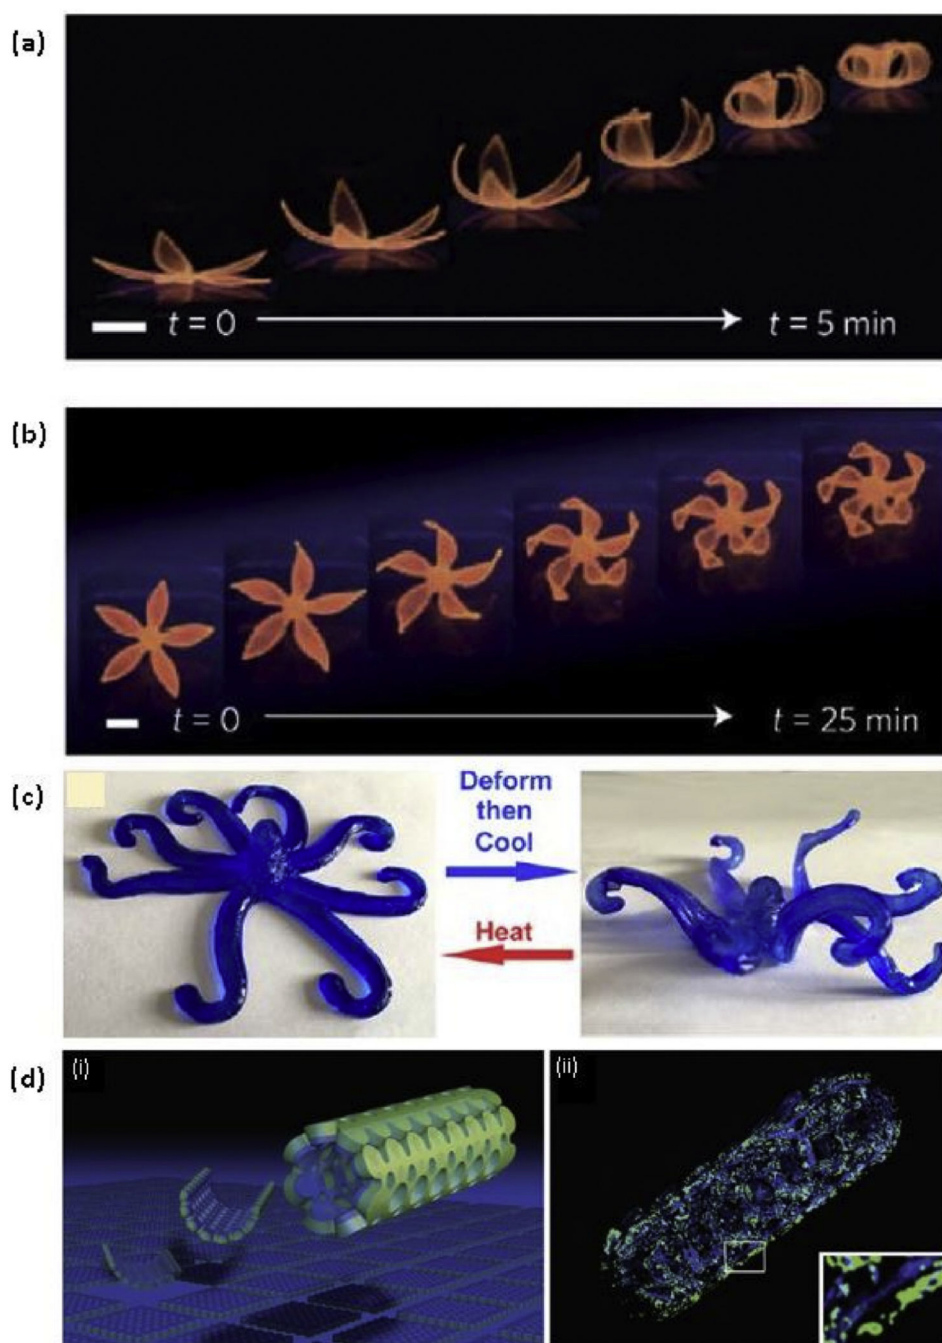 (a)
t = 0
t = 5 min
(b)
t = 0
t = 25 min
(c)
Deform
then
Cool
Heat
(d)
(i)
(ii)